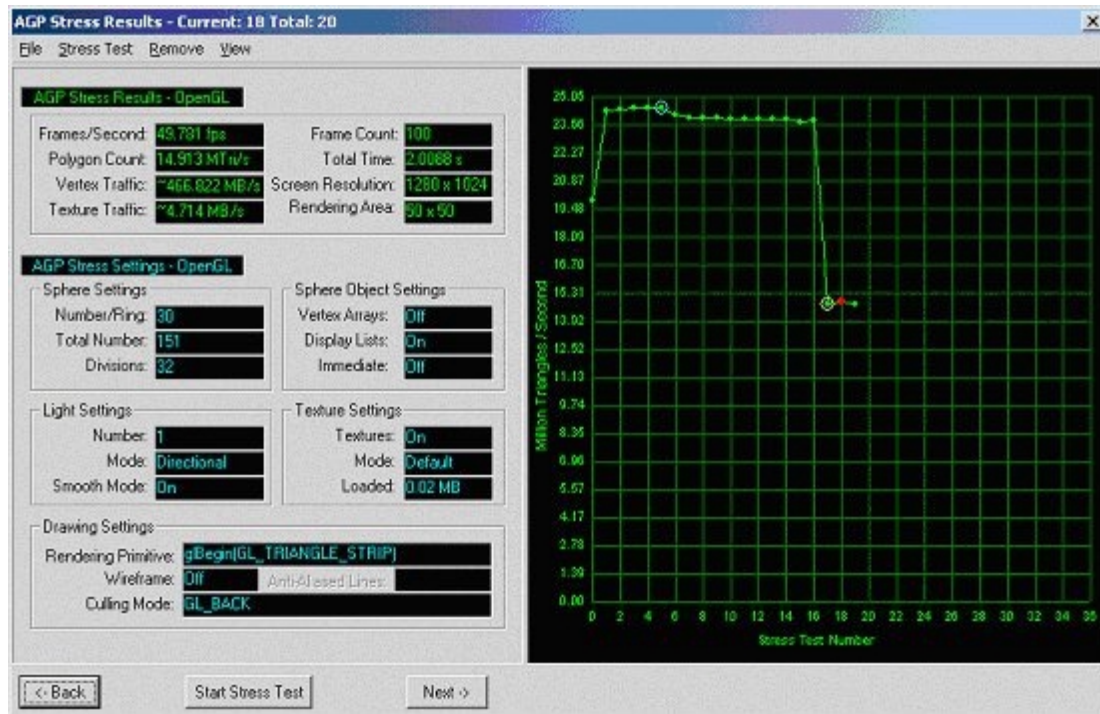 AGP Stress Results - Current: 18 Total: 20
File Stress Test Remove View
AGP Stress Results - OpenGL
Frames/Second: 49.781 fps
Frame Count: 100
Polygon Count: 14.913 MTri/s
Total Time: 2.0088 s
Vertex Traffic: ~466.822 MB/s
Screen Resolution: 1280 x 1024
Texture Traffic: ~4.714 MB/s
Rendering Area: 50 x 50
AGP Stress Settings - OpenGL
Sphere Settings
Number/Ring: 30
Total Number: 151
Divisions: 32
Sphere Object Settings
Vertex Arrays: Off
Display Lists: On
Immediate: Off
Light Settings
Number: 1
Mode: Directional
Smooth Mode: On
Texture Settings
Textures: On
Mode: Default
Loaded: 0.02 MB
Drawing Settings
Rendering Primitive: glBegin(GL_TRIANGLE_STRIP)
Wireframe: Off Anti-Aliased Lines:
Culling Mode: GL_BACK
<- Back
Start Stress Test
Next ->
Million Triangles / Second
25.05
23.66
22.27
20.87
19.48
18.09
16.70
15.31
13.92
12.52
11.13
9.74
8.35
6.96
5.57
4.17
2.78
1.39
0.00
0 2 4 6 8 10 12 14 16 18 20 22 24 26 28 30 32 34 36
Stress Test Number